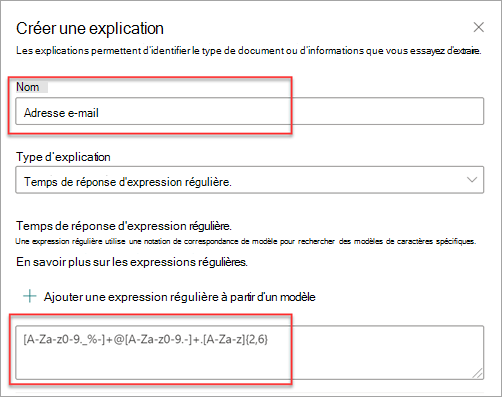 Créer une explication
Les explications permettent d'identifier le type de document ou d'informations que vous essayez d'extraire.
Nom
Adresse e-mail
Type d'explication
Temps de réponse d'expression régulière.
Temps de réponse d'expression régulière.
Une expression régulière utilise une notation de correspondance de modèle pour rechercher des modèles de caractères spécifiques.
En savoir plus sur les expressions régulières.
Ajouter une expression régulière à partir d'un modèle
[A-Za-z0-9._%-]+@[A-Za-z0-9.-]+.[A-Za-z]{2,6}